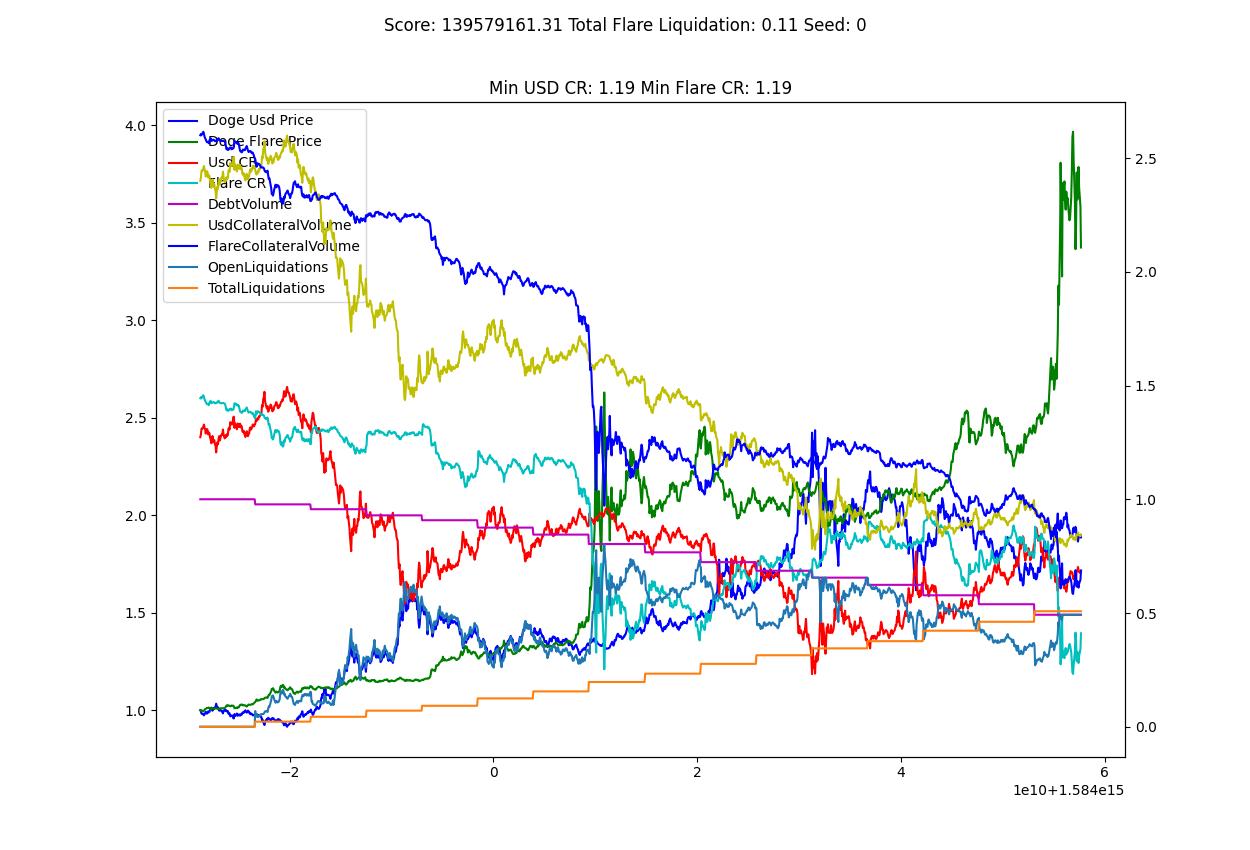 Score: 139579161.31 Total Flare Liquidation: 0.11 Seed: 0
Min USD CR: 1.19 Min Flare CR: 1.19
Doge Usd Price
Doge Flare Price
Usd CR
Flare CR
DebtVolume
UsdCollateralVolume
FlareCollateralVolume
OpenLiquidations
TotalLiquidations
4.0
3.5
3.0
2.5
2.0
1.5
1.0
2.5
2.0
1.5
1.0
0.5
0.0
−2 0 2 4 6
1e10+1.584e15